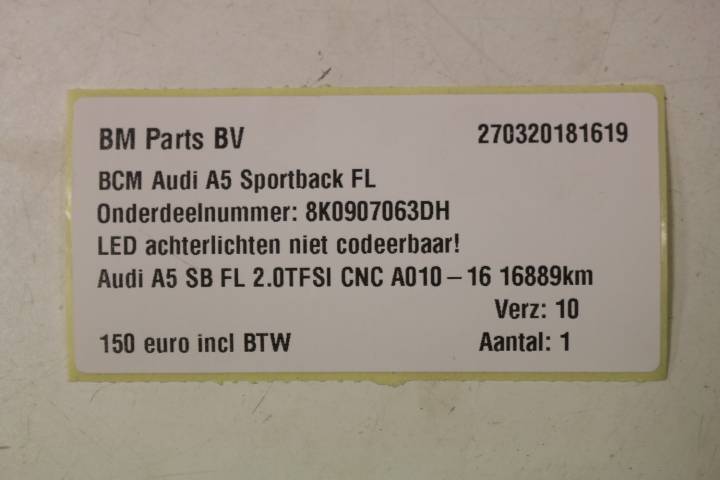 BM Parts BV 270320181619
BCM Audi A5 Sportback FL
Onderdeelnummer: 8K0907063DH
LED achterlichten niet codeerbaar!
Audi A5 SB FL 2.0TFSI CNC A010 – 16 16889km
Verz: 10
150 euro incl BTW Aantal: 1